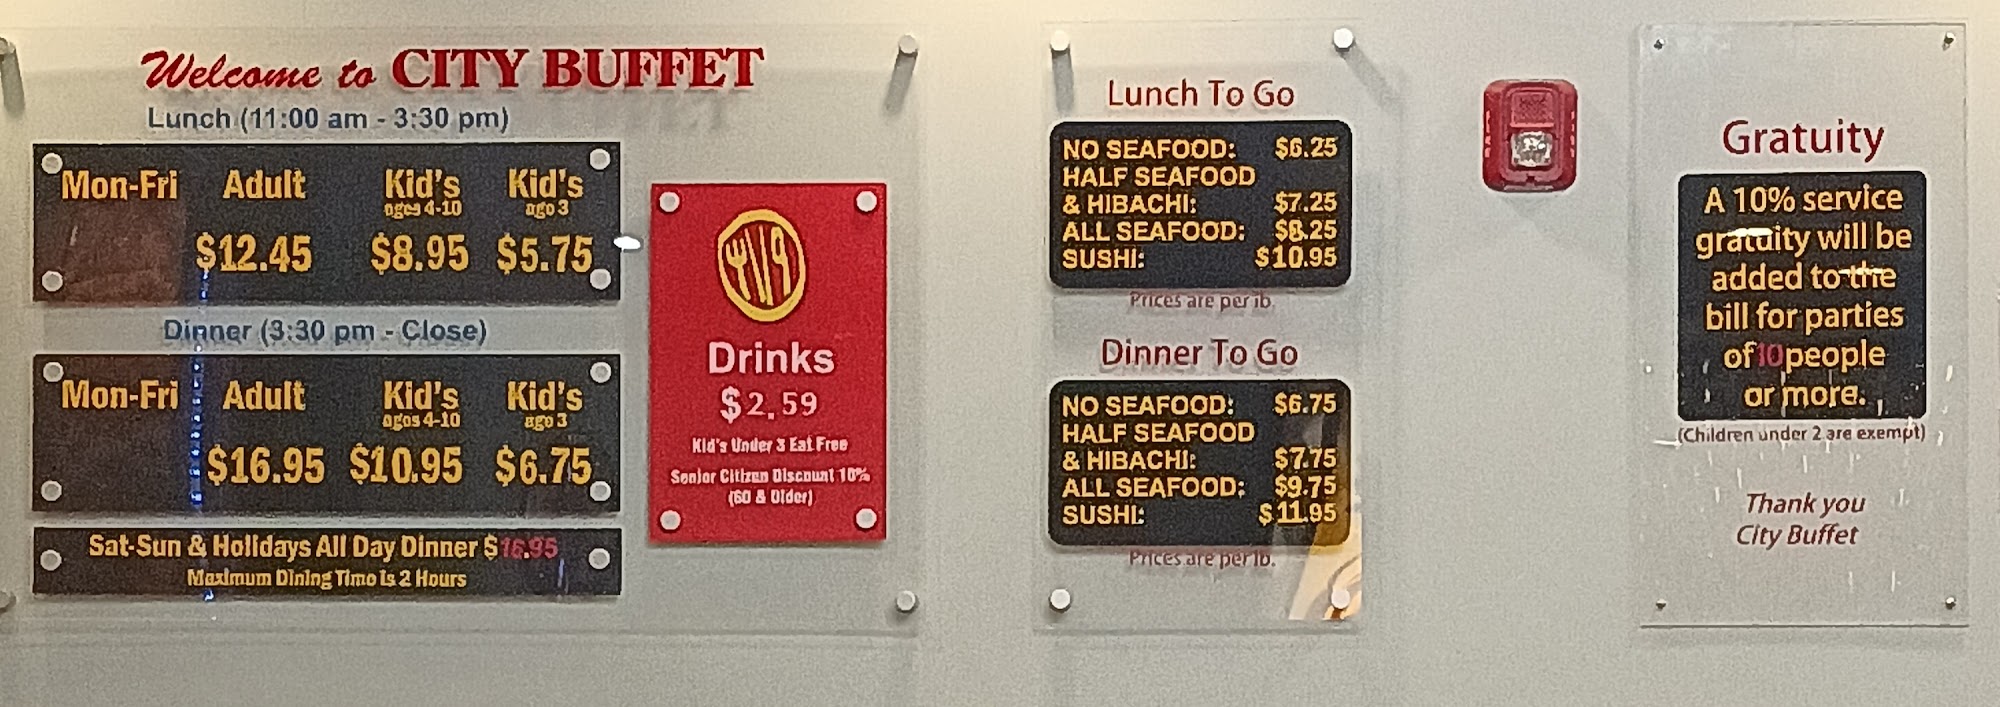 Welcome to CITY BUFFET
Lunch (11:00 am - 3:30 pm)
Mon-Fri Adult Kid's Kid's
ages 4-10 age 3
$12.45 $8.95 $5.75
Dinner (3:30 pm - Close)
Mon-Fri Adult Kid's Kid's
ages 4-10 age 3
$16.95 $10.95 $6.75
Sat-Sun & Holidays All Day Dinner $16.95
Maximum Dining Time is 2 Hours
Drinks
$2.59
Kid's Under 3 Eat Free
Senior Citizen Discount 10%
(60 & Older)
Lunch To Go
NO SEAFOOD: $6.25
HALF SEAFOOD
& HIBACHI: $7.25
ALL SEAFOOD: $8.25
SUSHI: $10.95
Prices are per lb.
Dinner To Go
NO SEAFOOD: $6.75
HALF SEAFOOD
& HIBACHI: $7.75
ALL SEAFOOD: $9.75
SUSHI: $11.95
Prices are per lb.
Gratuity
A 10% service
gratuity will be
added to the
bill for parties
of 10 people
or more.
(Children under 2 are exempt)
Thank you
City Buffet